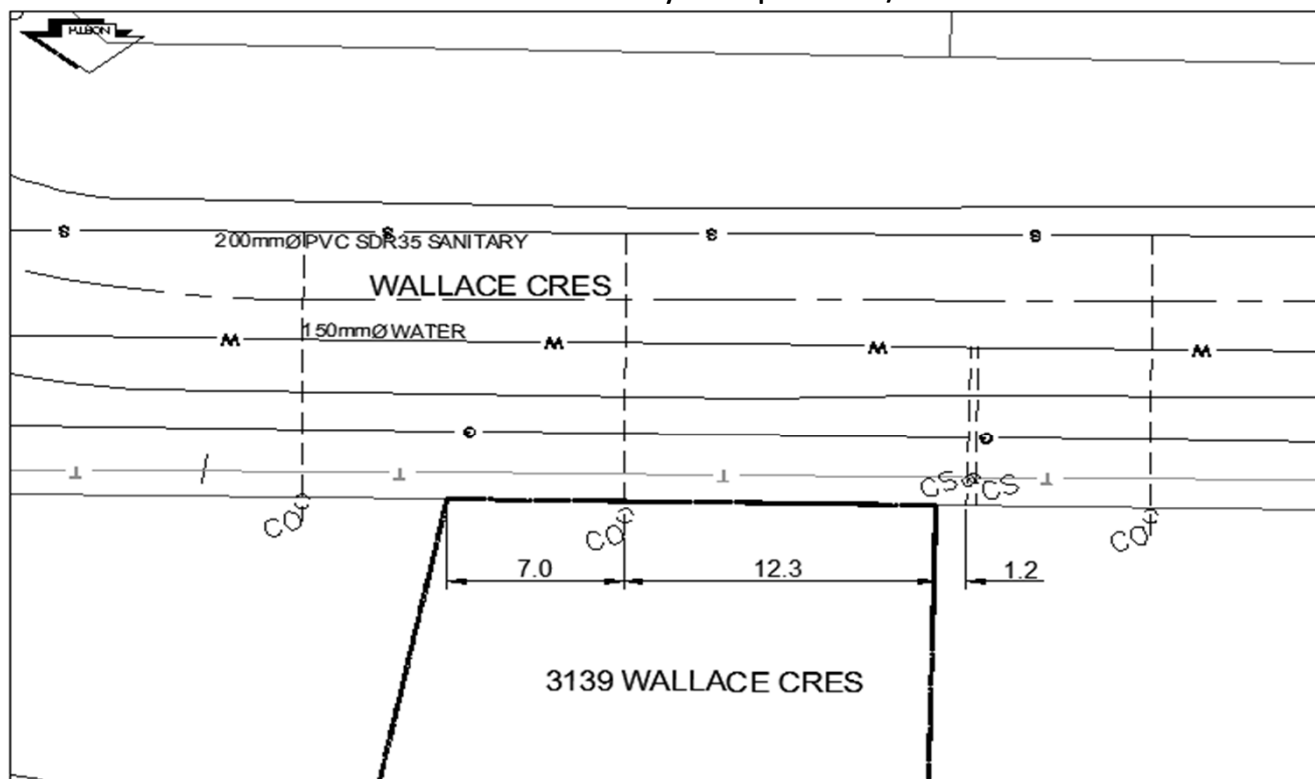 NORTH
S S S S
200mmØ PVC SDR35 SANITARY
WALLACE CRES
150mmØ WATER
W W W W
G G
T T T T
CS CS
CO CO CO
7.0 12.3 1.2
3139 WALLACE CRES